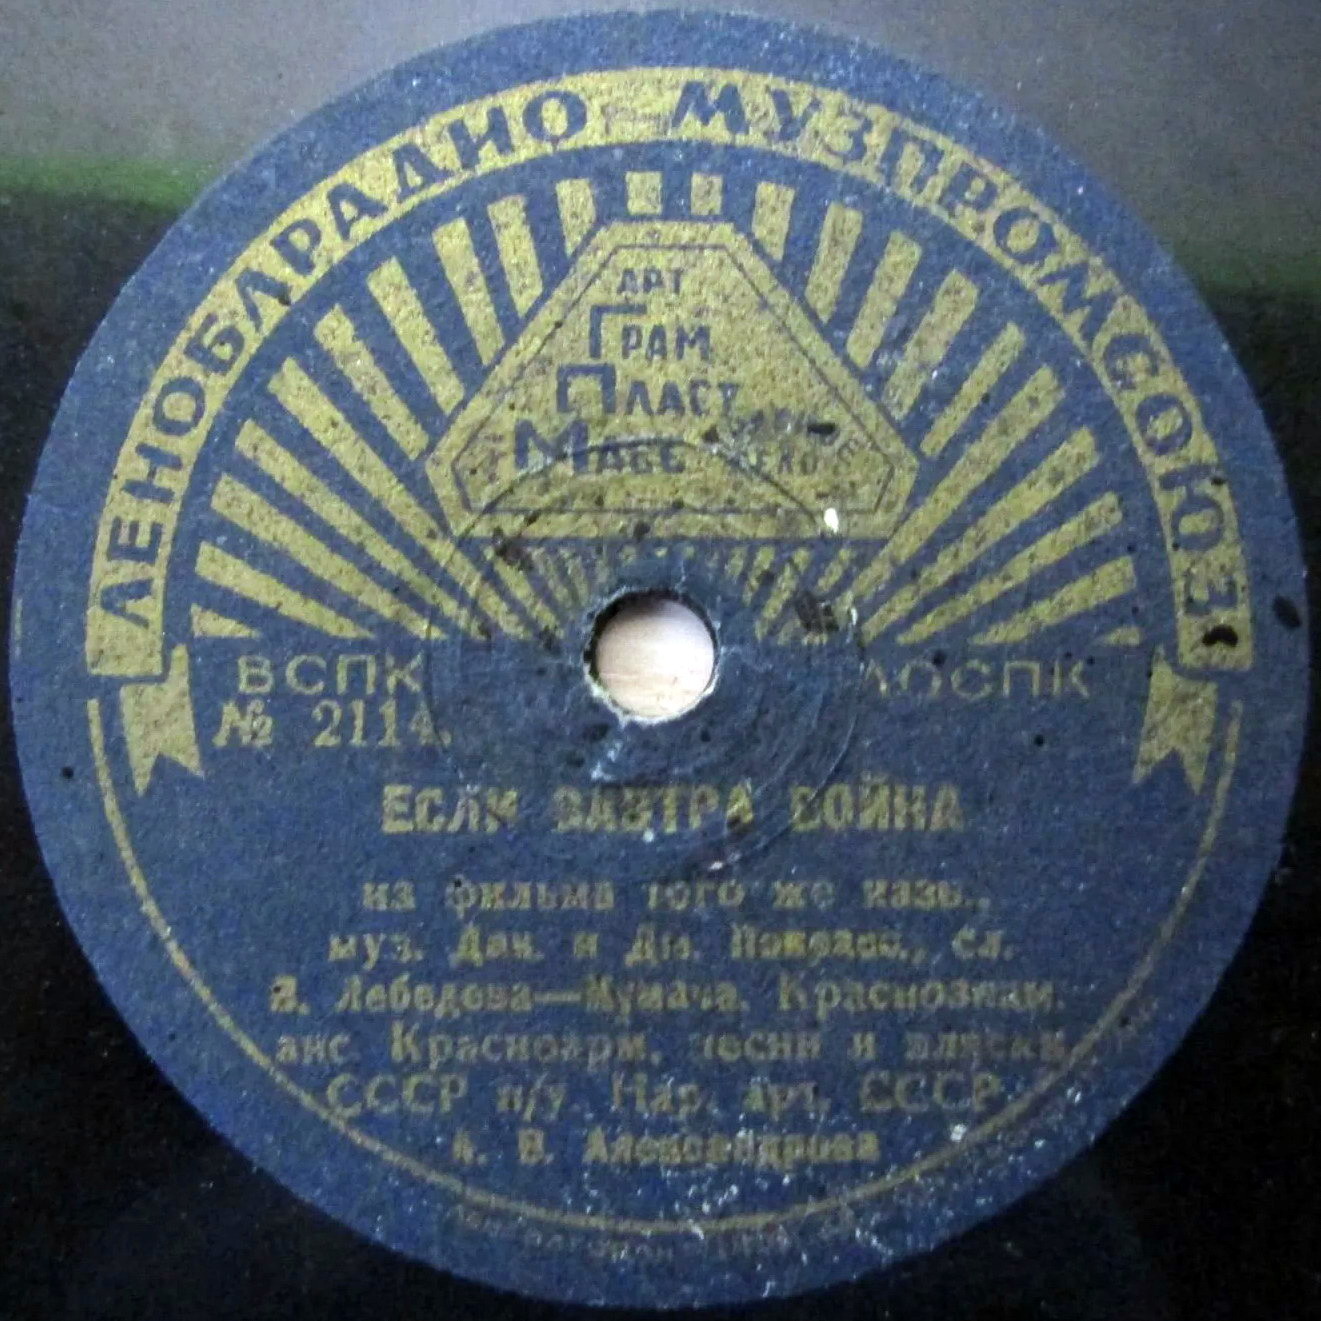 ЛЕНОБЛРАДИО МУЗПРОМСОЮЗ
АРТ
ГРАМ
ПЛАСТ
МАСС
ВСПК ЛОСПК
№ 2114
ЕСЛИ ЗАВТРА ВОЙНА
из фильма того же назв.,
муз. Дан. и Дм. Покрасс, сл.
В. Лебедева—Кумача. Краснознам.
анс. Красноарм. песни и пляски
СССР п/у. Нар. арт. СССР
А. В. Александрова